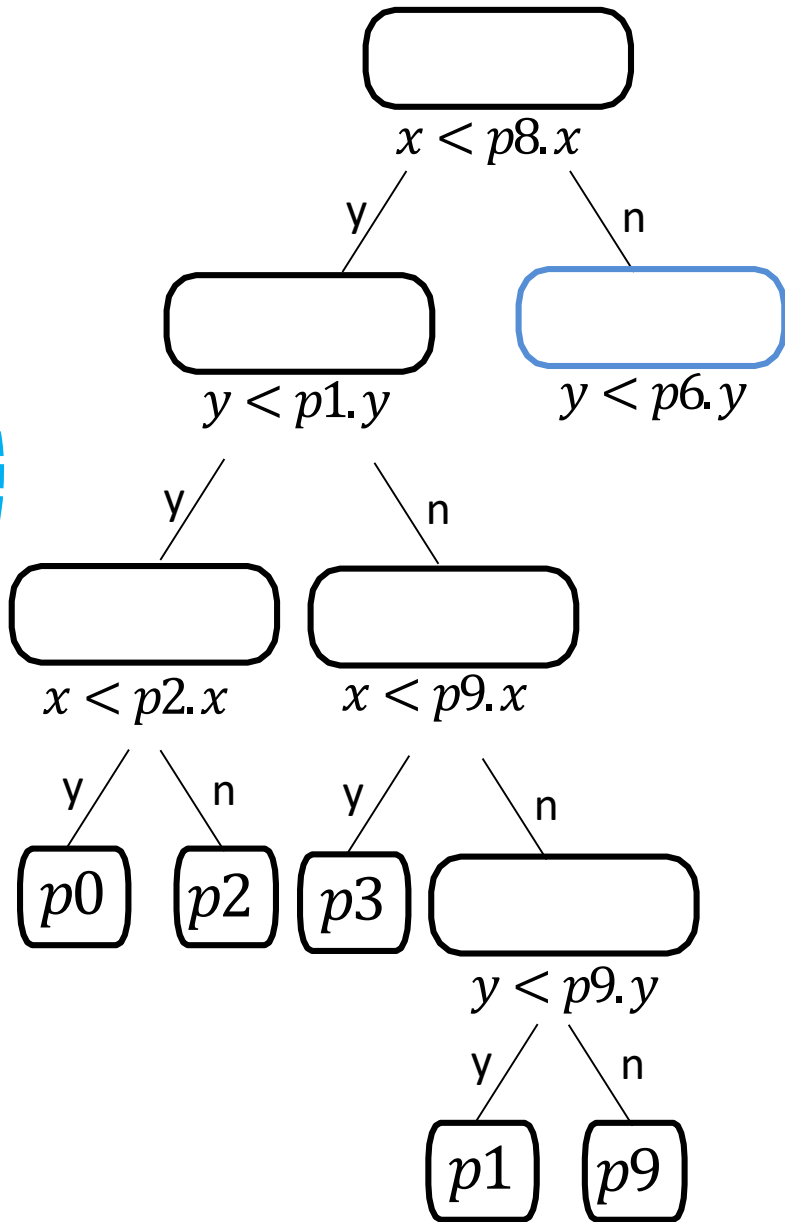 x < p8.x
y n
y < p1.y y < p6.y
y n
x < p2.x x < p9.x
y n y n
p0 p2 p3
y < p9.y
y n
p1 p9